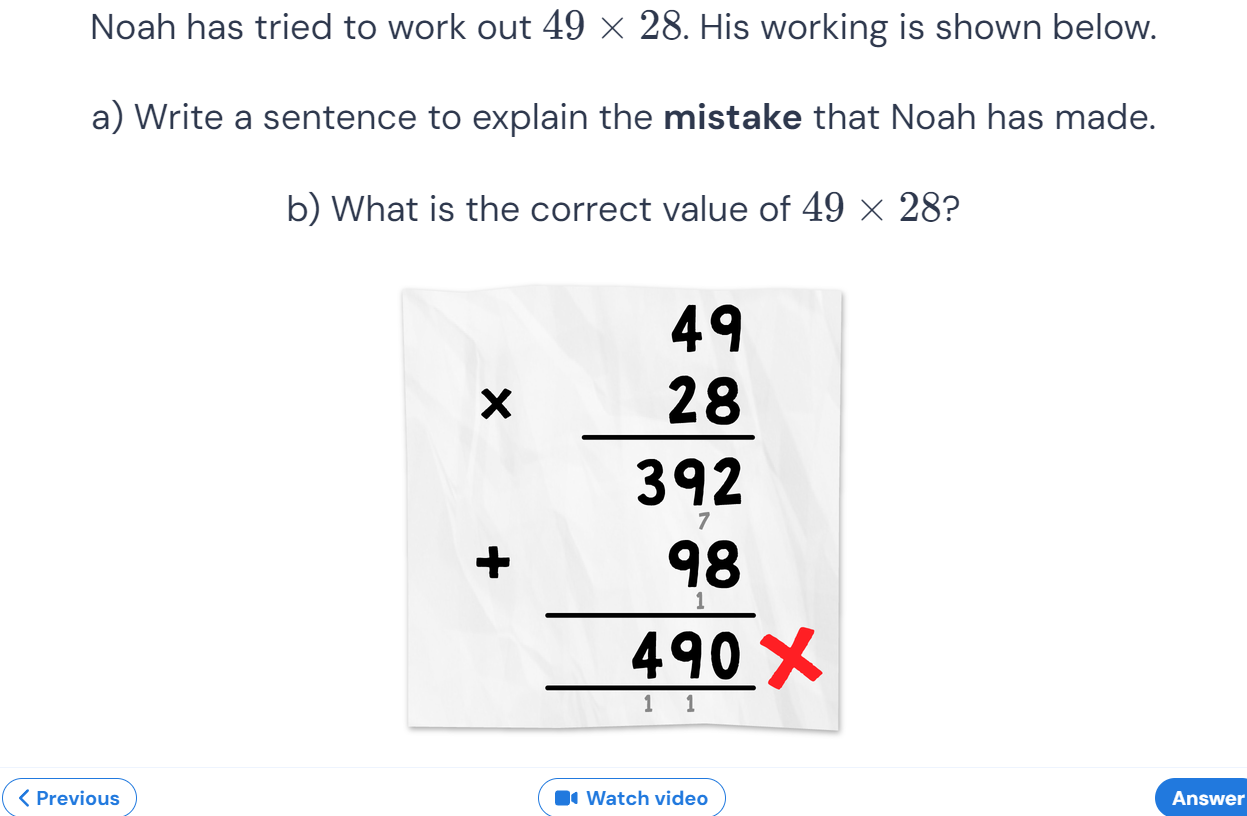 Noah has tried to work out 49 × 28. His working is shown below.
a) Write a sentence to explain the mistake that Noah has made.
b) What is the correct value of 49 × 28?
49
× 28
392
7
+ 98
1
490
1 1
Previous
Watch video
Answer